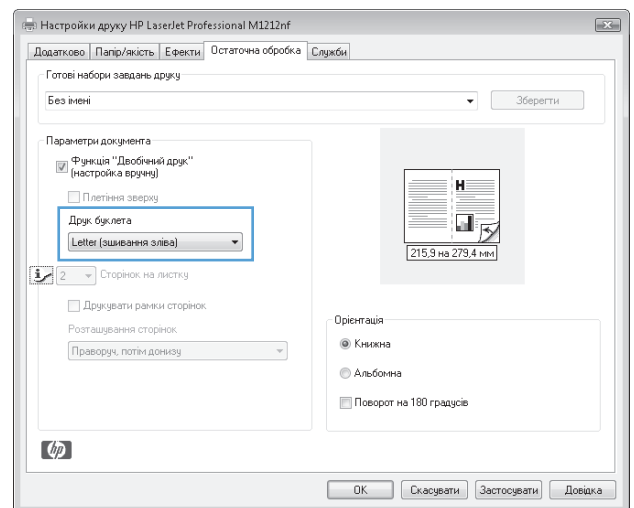 Настройки друку HP LaserJet Professional M1212nf
Додатково Папір/якість Ефекти Остаточна обробка Служби
Готові набори завдань друку
Без імені Зберегти
Параметри документа
Функція "Двобічний друк"
(настройка вручну)
Плетіння зверху
Друк буклета
Letter (зшивання зліва)
2 Сторінок на листку
Друкувати рамки сторінок
Розташування сторінок
Праворуч, потім донизу
H
215,9 на 279,4 мм
Орієнтація
Книжна
Альбомна
Поворот на 180 градусів
hp
OK Скасувати Застосувати Довідка